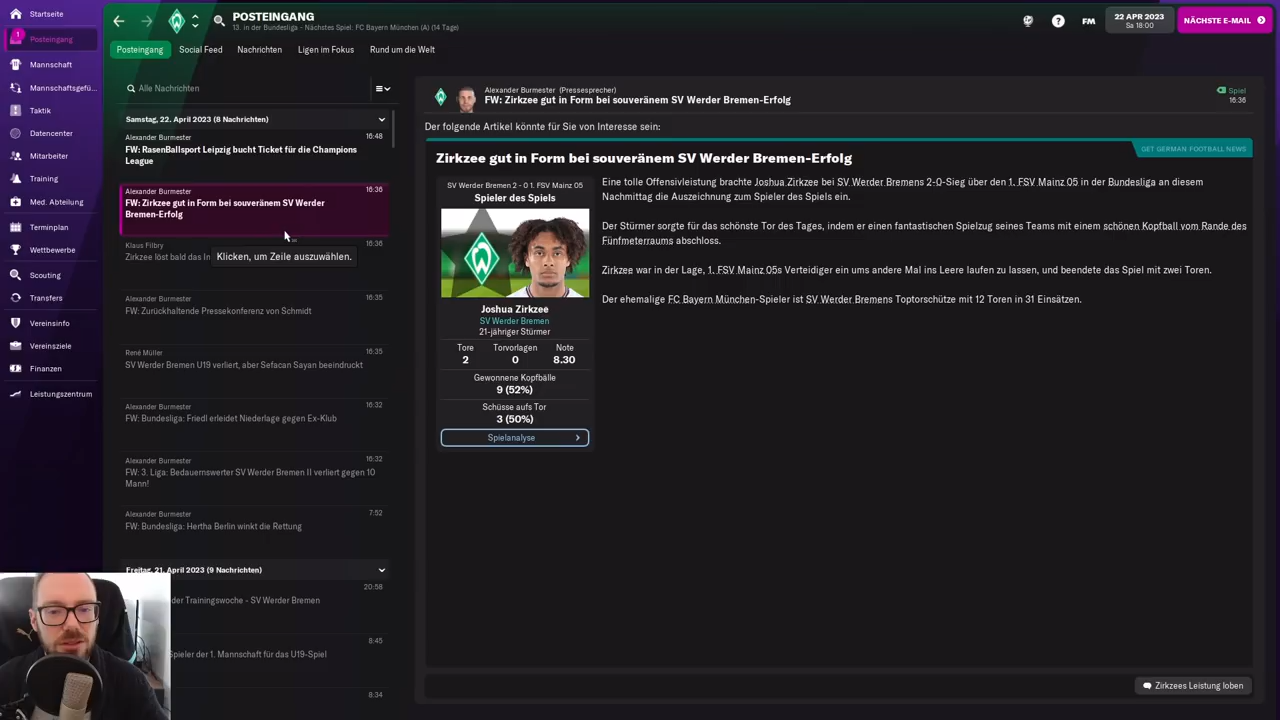 Startseite
1
Posteingang
Mannschaft
Mannschaftsgefü...
Taktik
Datencenter
Mitarbeiter
Training
Med. Abteilung
Terminplan
Wettbewerbe
Scouting
Transfers
Vereinsinfo
Vereinsziele
Finanzen
Leistungszentrum
POSTEINGANG
13. in der Bundesliga - Nächstes Spiel: FC Bayern München (A) (14 Tage)
?
FM
22 APR 2023
Sa 18:00
NÄCHSTE E-MAIL
Posteingang
Social Feed
Nachrichten
Ligen im Fokus
Rund um die Welt
Alle Nachrichten
Samstag, 22. April 2023 (8 Nachrichten)
Alexander Burmester
16:48
FW: RasenBallsport Leipzig bucht Ticket für die Champions
League
Alexander Burmester
16:36
FW: Zirkzee gut in Form bei souveränem SV Werder
Bremen-Erfolg
Klaus Filbry
16:36
Zirkzee löst bald das In
Klicken, um Zeile auszuwählen.
Alexander Burmester
16:35
FW: Zurückhaltende Pressekonferenz von Schmidt
René Müller
16:35
SV Werder Bremen U19 verliert, aber Sefacan Sayan beeindruckt
Alexander Burmester
16:32
FW: Bundesliga: Friedl erleidet Niederlage gegen Ex-Klub
Alexander Burmester
16:32
FW: 3. Liga: Bedauernswerter SV Werder Bremen II verliert gegen 10
Mann!
Alexander Burmester
7:52
FW: Bundesliga: Hertha Berlin winkt die Rettung
Freitag, 21. April 2023 (9 Nachrichten)
20:58
der Trainingswoche - SV Werder Bremen
8:45
Spieler der 1. Mannschaft für das U19-Spiel
8:34
Alexander Burmester (Pressesprecher)
FW: Zirkzee gut in Form bei souveränem SV Werder Bremen-Erfolg
Spiel
16:36
Der folgende Artikel könnte für Sie von Interesse sein:
GET GERMAN FOOTBALL NEWS
Zirkzee gut in Form bei souveränem SV Werder Bremen-Erfolg
SV Werder Bremen 2 - 0 1. FSV Mainz 05
Spieler des Spiels
Joshua Zirkzee
SV Werder Bremen
21-jähriger Stürmer
Tore
Torvorlagen
Note
2
0
8.30
Gewonnene Kopfbälle
9 (52%)
Schüsse aufs Tor
3 (50%)
Spielanalyse
Eine tolle Offensivleistung brachte Joshua Zirkzee bei SV Werder Bremens 2-0-Sieg über den 1. FSV Mainz 05 in der Bundesliga an diesem
Nachmittag die Auszeichnung zum Spieler des Spiels ein.
Der Stürmer sorgte für das schönste Tor des Tages, indem er einen fantastischen Spielzug seines Teams mit einem schönen Kopfball vom Rande des
Fünfmeterraums abschloss.
Zirkzee war in der Lage, 1. FSV Mainz 05s Verteidiger ein ums andere Mal ins Leere laufen zu lassen, und beendete das Spiel mit zwei Toren.
Der ehemalige FC Bayern München-Spieler ist SV Werder Bremens Toptorschütze mit 12 Toren in 31 Einsätzen.
Zirkzees Leistung loben